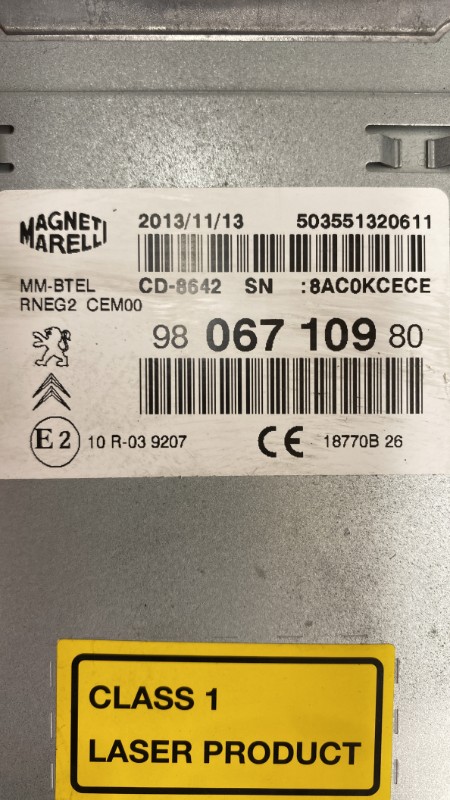 MAGNETI
MARELLI
2013/11/13 503551320611
MM-BTEL CD-8642 SN :8AC0KCECE
RNEG2 CEM00
98 067 109 80
E2 10 R-03 9207 CE 18770B 26
CLASS 1
LASER PRODUCT